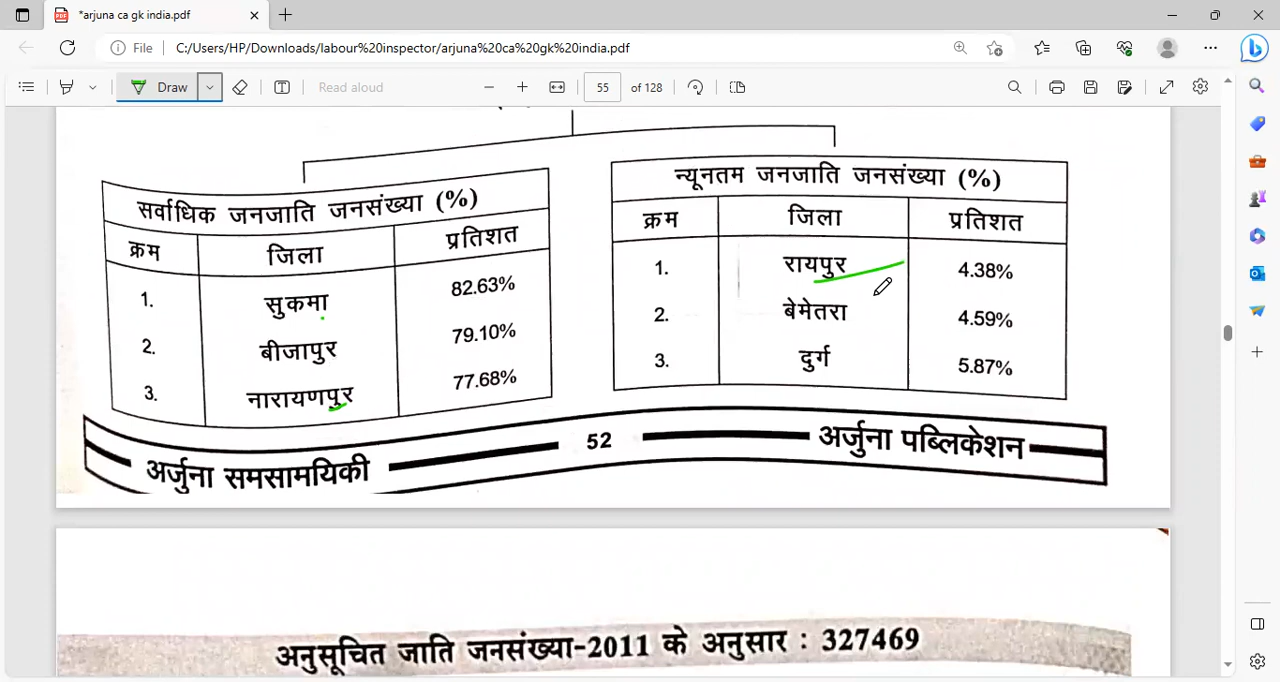 *arjuna ca gk india.pdf
File
C:/Users/HP/Downloads/labour%20inspector/arjuna%20ca%20gk%20india.pdf
Draw
Read aloud
55
of 128
सर्वाधिक जनजाति जनसंख्या (%)
क्रम जिला प्रतिशत
1. सुकमा 82.63%
2. बीजापुर 79.10%
3. नारायणपुर 77.68%
न्यूनतम जनजाति जनसंख्या (%)
क्रम जिला प्रतिशत
1. रायपुर 4.38%
2. बेमेतरा 4.59%
3. दुर्ग 5.87%
अर्जुना समसामयिकी 52 अर्जुना पब्लिकेशन
अनुसूचित जाति जनसंख्या-2011 के अनुसार : 327469